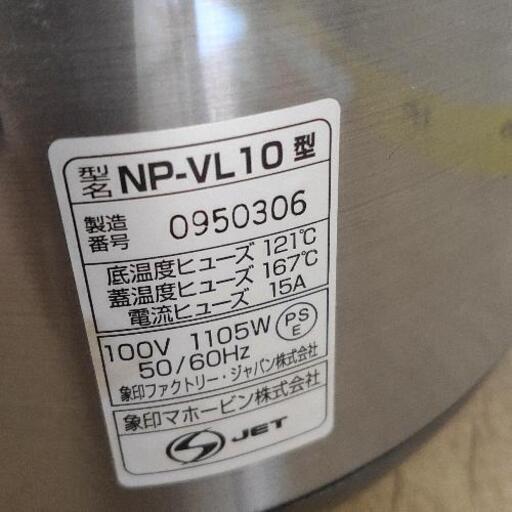 型名 NP-VL10型
製造番号 0950306
底温度ヒューズ 121℃
蓋温度ヒューズ 167℃
電流ヒューズ 15A
100V 1105W PSE
50/60Hz
象印ファクトリー・ジャパン株式会社
象印マホービン株式会社
JET